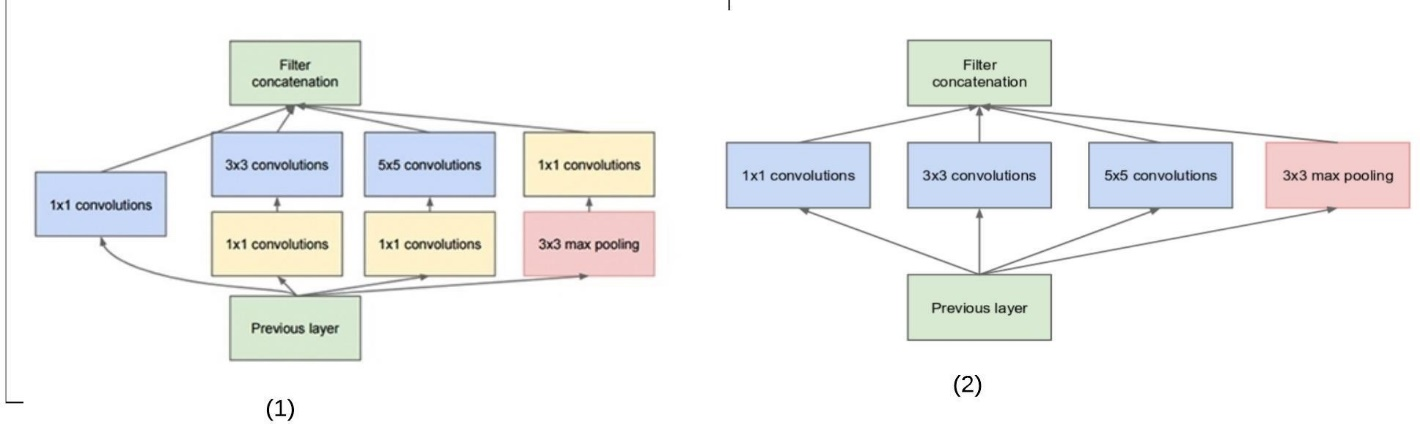 Filter
concatenation
3x3 convolutions
5x5 convolutions
1x1 convolutions
1x1 convolutions
1x1 convolutions
1x1 convolutions
3x3 max pooling
Previous layer
(1)
Filter
concatenation
1x1 convolutions
3x3 convolutions
5x5 convolutions
3x3 max pooling
Previous layer
(2)